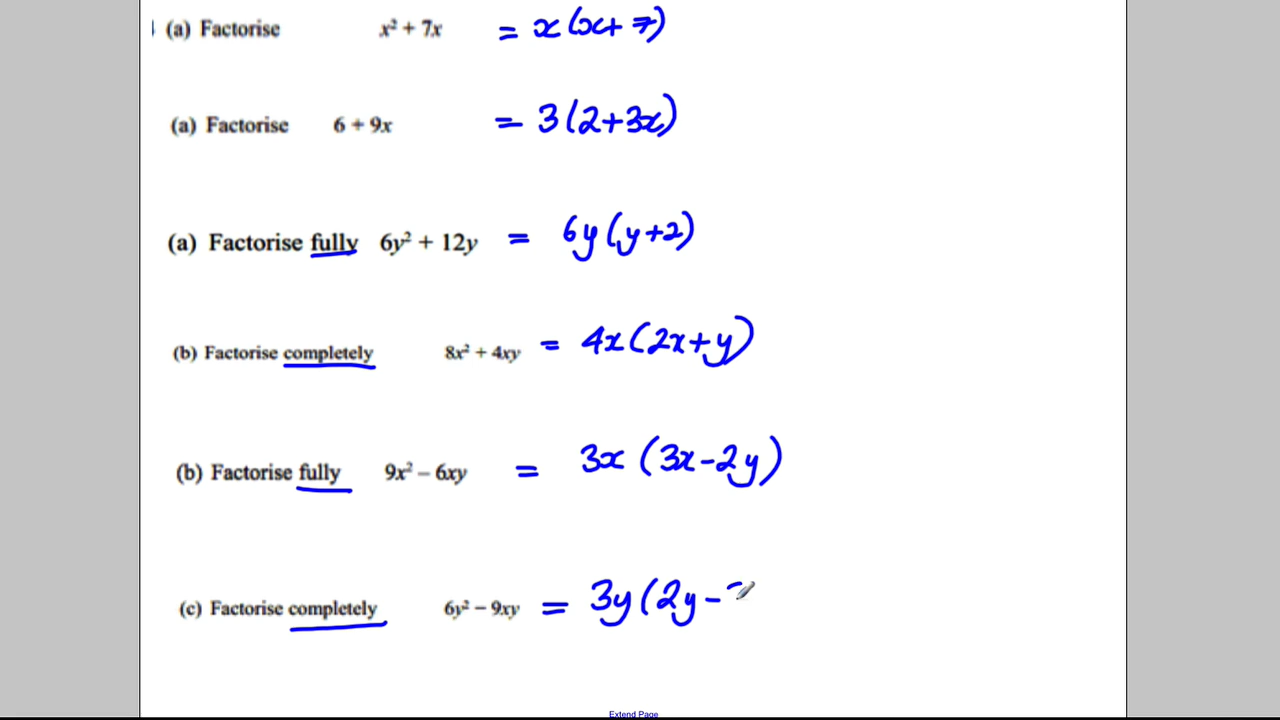 (a) Factorise x² + 7x = x(x+7)
(a) Factorise 6 + 9x = 3(2+3x)
(a) Factorise fully 6y² + 12y = 6y(y+2)
(b) Factorise completely 8x² + 4xy = 4x(2x+y)
(b) Factorise fully 9x² – 6xy = 3x(3x-2y)
(c) Factorise completely 6y² – 9xy = 3y(2y-
Extend Page